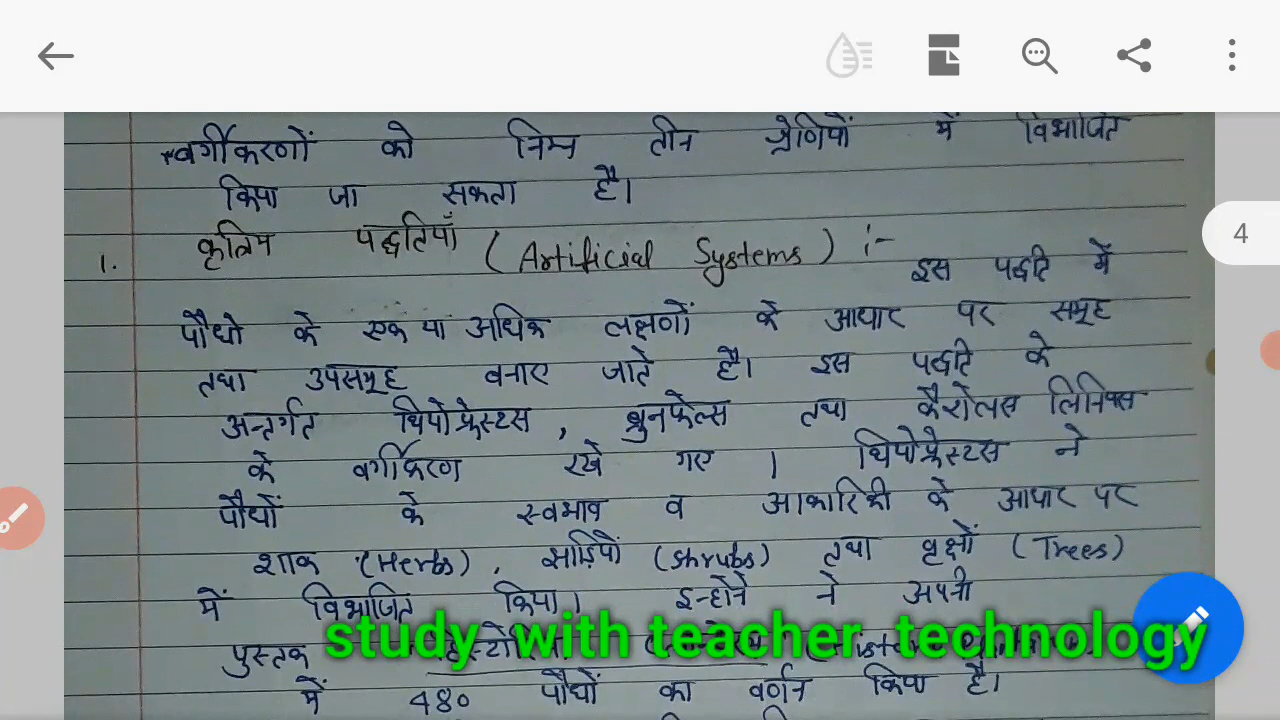 4
वर्गीकरणों को निम्न तीन श्रेणियों में विभाजित
किया जा सकता है।
1. कृत्रिम पद्धतियाँ (Artificial Systems) :-
इस पद्धति में
पौधो के एक या अधिक लक्षणों के आधार पर समूह
तथा उपसमूह बनाए जाते है। इस पद्धति के
अन्तर्गत थियोफ्रेस्टस, ब्रुनफेल्स तथा कैरोलस लिनियस
के वर्गीकरण रखे गए । थियोफ्रेस्टस ने
पौधों के स्वभाव व आकारिकी के आधार पर
शाक (Herbs), झाड़ियों (Shrubs) तथा वृक्षों (Trees)
में विभाजित किया। इन्होने ने अपनी
पुस्तक
study with teacher technology
में 480 पौधों का वर्णन किया है।